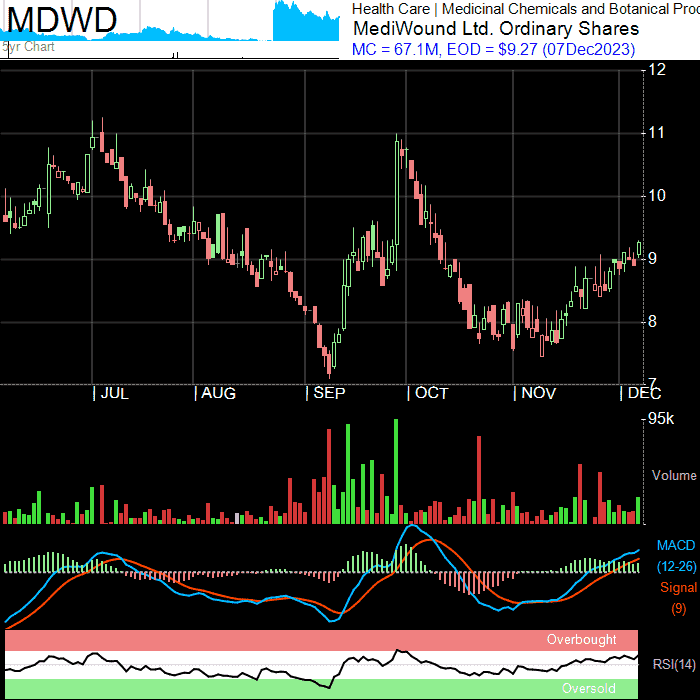 MDWD
5yr Chart
Health Care | Medicinal Chemicals and Botanical Proc
MediWound Ltd. Ordinary Shares
MC = 67.1M, EOD = $9.27 (07Dec2023)
12
11
10
9
8
7
| JUL | AUG | SEP | OCT | NOV | DEC
95k
Volume
MACD
(12-26)
Signal
(9)
Overbought
RSI(14)
Oversold